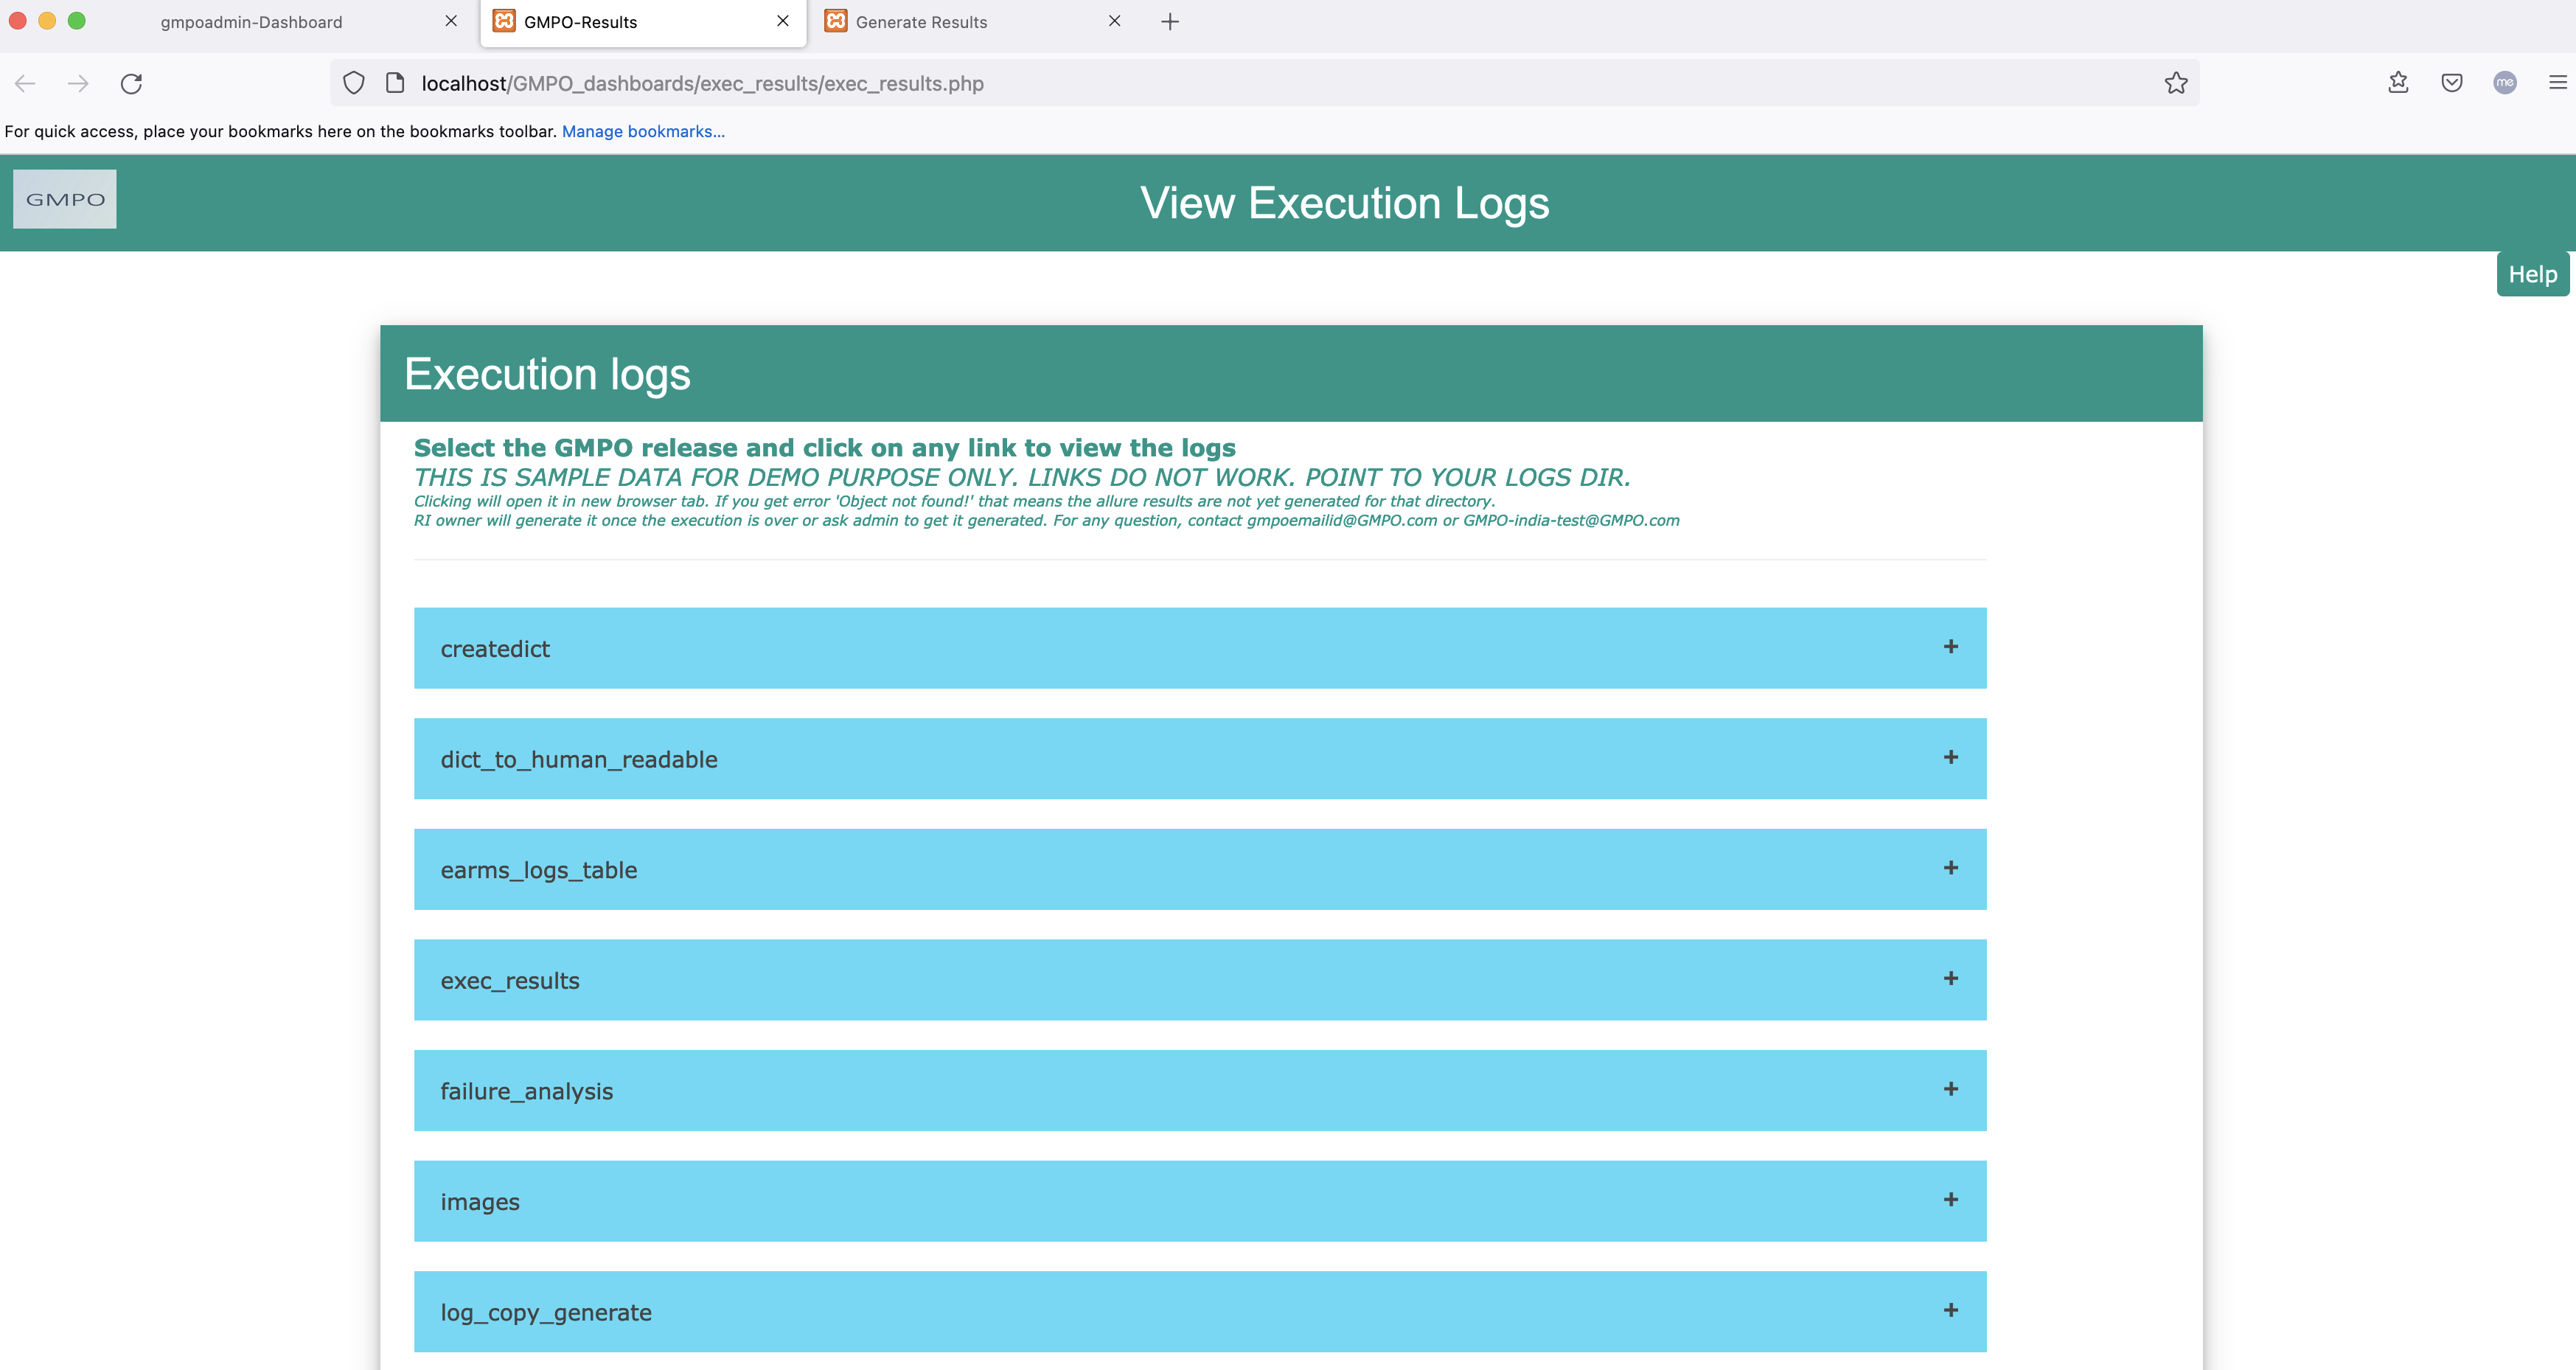 gmpoadmin-Dashboard
GMPO-Results
Generate Results
localhost/GMPO_dashboards/exec_results/exec_results.php
me
For quick access, place your bookmarks here on the bookmarks toolbar. Manage bookmarks...
GMPO
View Execution Logs
Help
Execution logs
Select the GMPO release and click on any link to view the logs
THIS IS SAMPLE DATA FOR DEMO PURPOSE ONLY. LINKS DO NOT WORK. POINT TO YOUR LOGS DIR.
Clicking will open it in new browser tab. If you get error 'Object not found!' that means the allure results are not yet generated for that directory.
RI owner will generate it once the execution is over or ask admin to get it generated. For any question, contact gmpoemailid@GMPO.com or GMPO-india-test@GMPO.com
createdict +
dict_to_human_readable +
earms_logs_table +
exec_results +
failure_analysis +
images +
log_copy_generate +